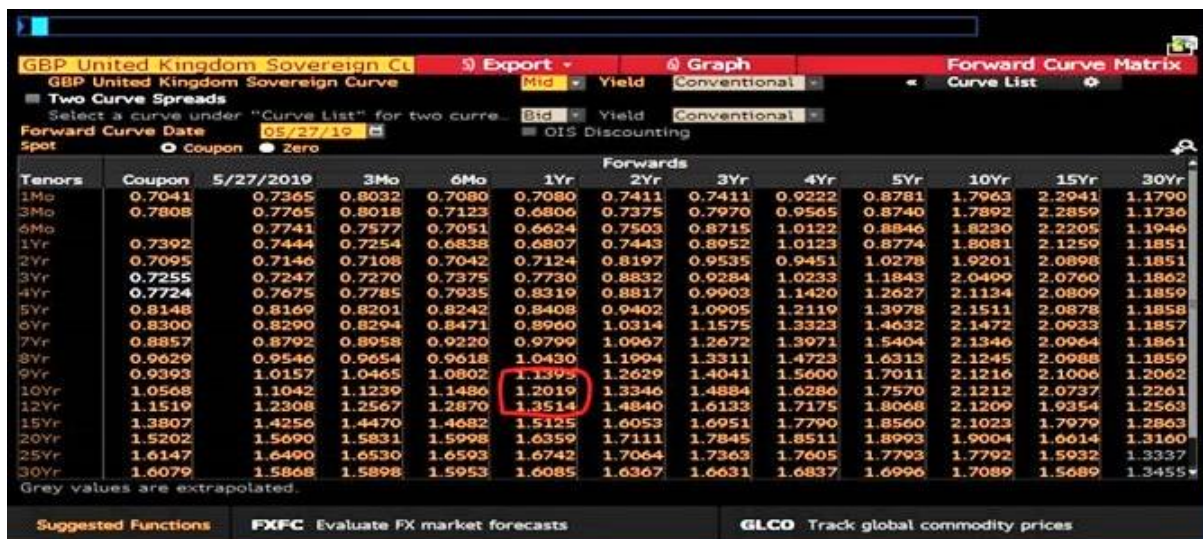 GBP United Kingdom Sovereign Cu 5) Export 6) Graph Forward Curve Matrix
GBP United Kingdom Sovereign Curve Mid Yield Conventional « Curve List
Two Curve Spreads
Select a curve under "Curve List" for two curre... Bid Yield Conventional
Forward Curve Date 05/27/19 OIS Discounting
Spot Coupon Zero
Forwards
Tenors Coupon 5/27/2019 3Mo 6Mo 1Yr 2Yr 3Yr 4Yr 5Yr 10Yr 15Yr 30Yr
1Mo 0.7041 0.7365 0.8032 0.7080 0.7080 0.7411 0.7411 0.9222 0.8781 1.7963 2.2941 1.1790
3Mo 0.7808 0.7765 0.8018 0.7123 0.6806 0.7375 0.7970 0.9565 0.8740 1.7892 2.2859 1.1736
6Mo 0.7741 0.7577 0.7051 0.6624 0.7503 0.8715 1.0122 0.8846 1.8230 2.2205 1.1946
1Yr 0.7392 0.7444 0.7254 0.6838 0.6807 0.7443 0.8952 1.0123 0.8774 1.8081 2.1259 1.1851
2Yr 0.7095 0.7146 0.7108 0.7042 0.7124 0.8197 0.9535 0.9451 1.0278 1.9201 2.0898 1.1851
3Yr 0.7255 0.7247 0.7270 0.7375 0.7730 0.8832 0.9284 1.0233 1.1843 2.0499 2.0760 1.1862
4Yr 0.7724 0.7675 0.7785 0.7935 0.8319 0.8817 0.9903 1.1420 1.2627 2.1134 2.0809 1.1859
5Yr 0.8148 0.8169 0.8201 0.8242 0.8408 0.9402 1.0905 1.2119 1.3978 2.1511 2.0878 1.1858
6Yr 0.8300 0.8290 0.8294 0.8471 0.8960 1.0314 1.1575 1.3323 1.4632 2.1472 2.0933 1.1857
7Yr 0.8857 0.8792 0.8958 0.9220 0.9799 1.0967 1.2672 1.3971 1.5404 2.1346 2.0964 1.1861
8Yr 0.9629 0.9546 0.9654 0.9618 1.0430 1.1994 1.3311 1.4723 1.6313 2.1245 2.0988 1.1859
9Yr 0.9393 1.0157 1.0465 1.0802 1.1395 1.2629 1.4041 1.5600 1.7011 2.1216 2.1006 1.2062
10Yr 1.0568 1.1042 1.1239 1.1486 1.2019 1.3346 1.4884 1.6286 1.7570 2.1212 2.0737 1.2261
12Yr 1.1519 1.2308 1.2567 1.2870 1.3514 1.4840 1.6133 1.7175 1.8068 2.1209 1.9354 1.2563
15Yr 1.3807 1.4256 1.4470 1.4682 1.5125 1.6053 1.6951 1.7790 1.8560 2.1023 1.7979 1.2863
20Yr 1.5202 1.5690 1.5831 1.5998 1.6359 1.7111 1.7845 1.8511 1.8993 1.9004 1.6614 1.3160
25Yr 1.6147 1.6490 1.6530 1.6593 1.6742 1.7064 1.7363 1.7605 1.7793 1.7792 1.5932 1.3337
30Yr 1.6079 1.5868 1.5898 1.5953 1.6085 1.6367 1.6631 1.6837 1.6996 1.7089 1.5689 1.3455
Grey values are extrapolated.
Suggested Functions FXFC Evaluate FX market forecasts GLCO Track global commodity prices